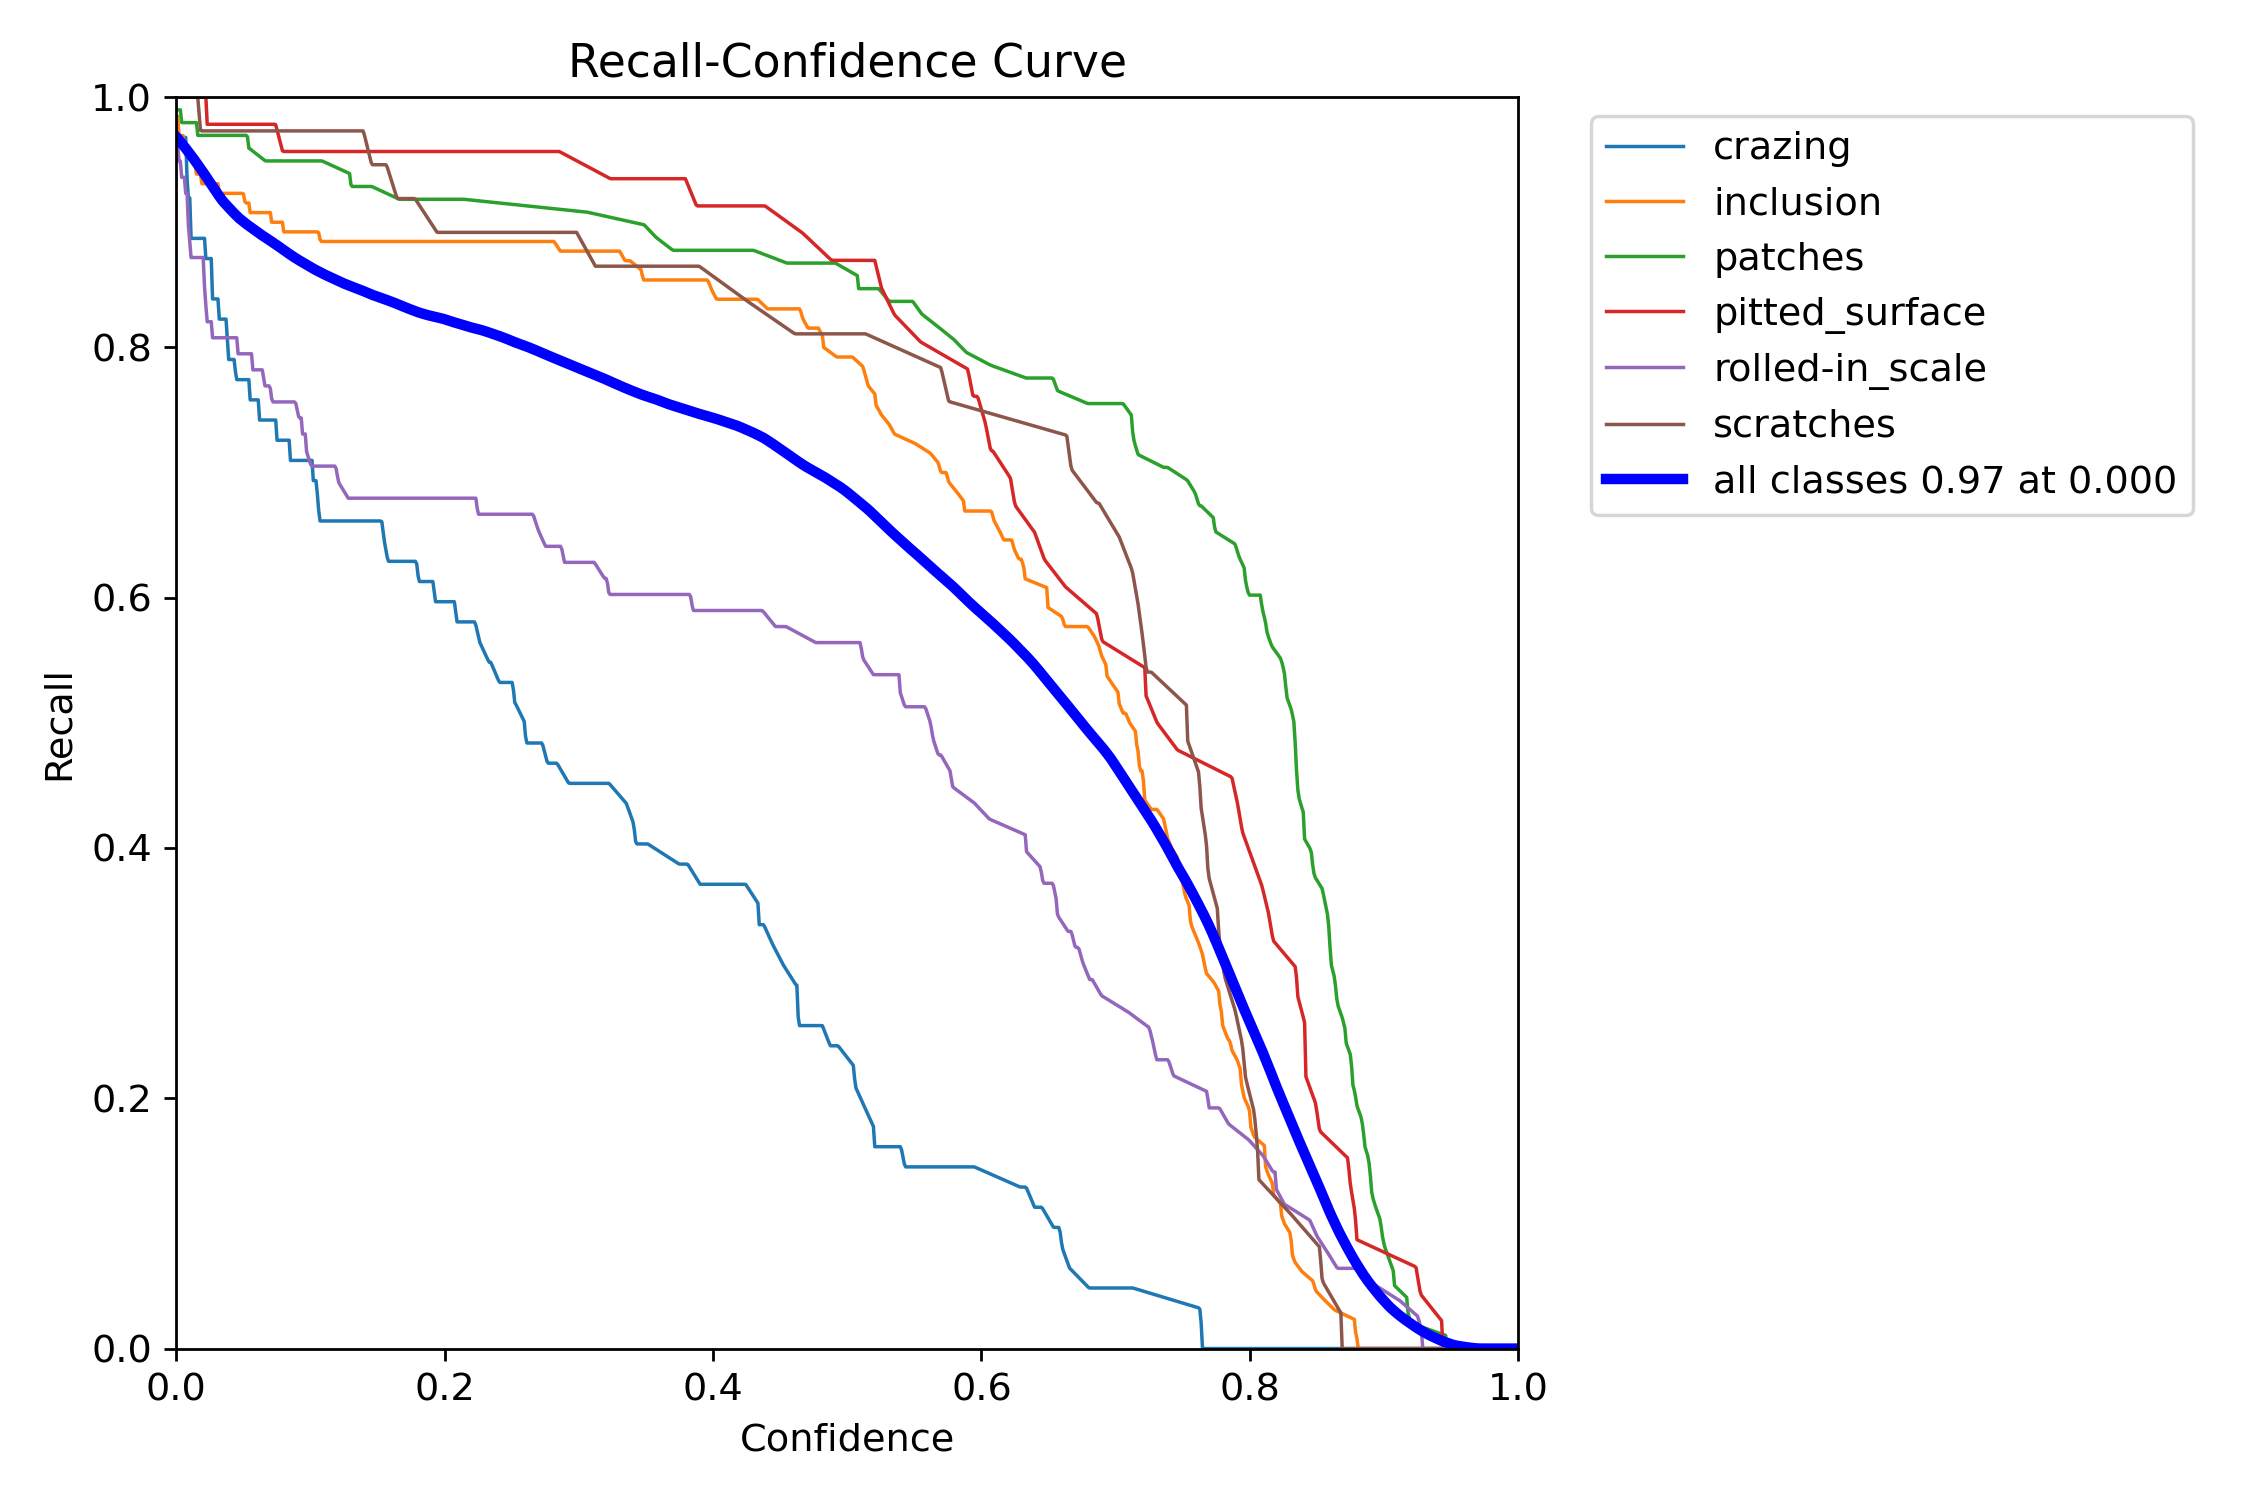 Recall-Confidence Curve
1.0
0.8
0.6
0.4
0.2
0.0
Recall
0.0 0.2 0.4 0.6 0.8 1.0
Confidence
crazing
inclusion
patches
pitted_surface
rolled-in_scale
scratches
all classes 0.97 at 0.000